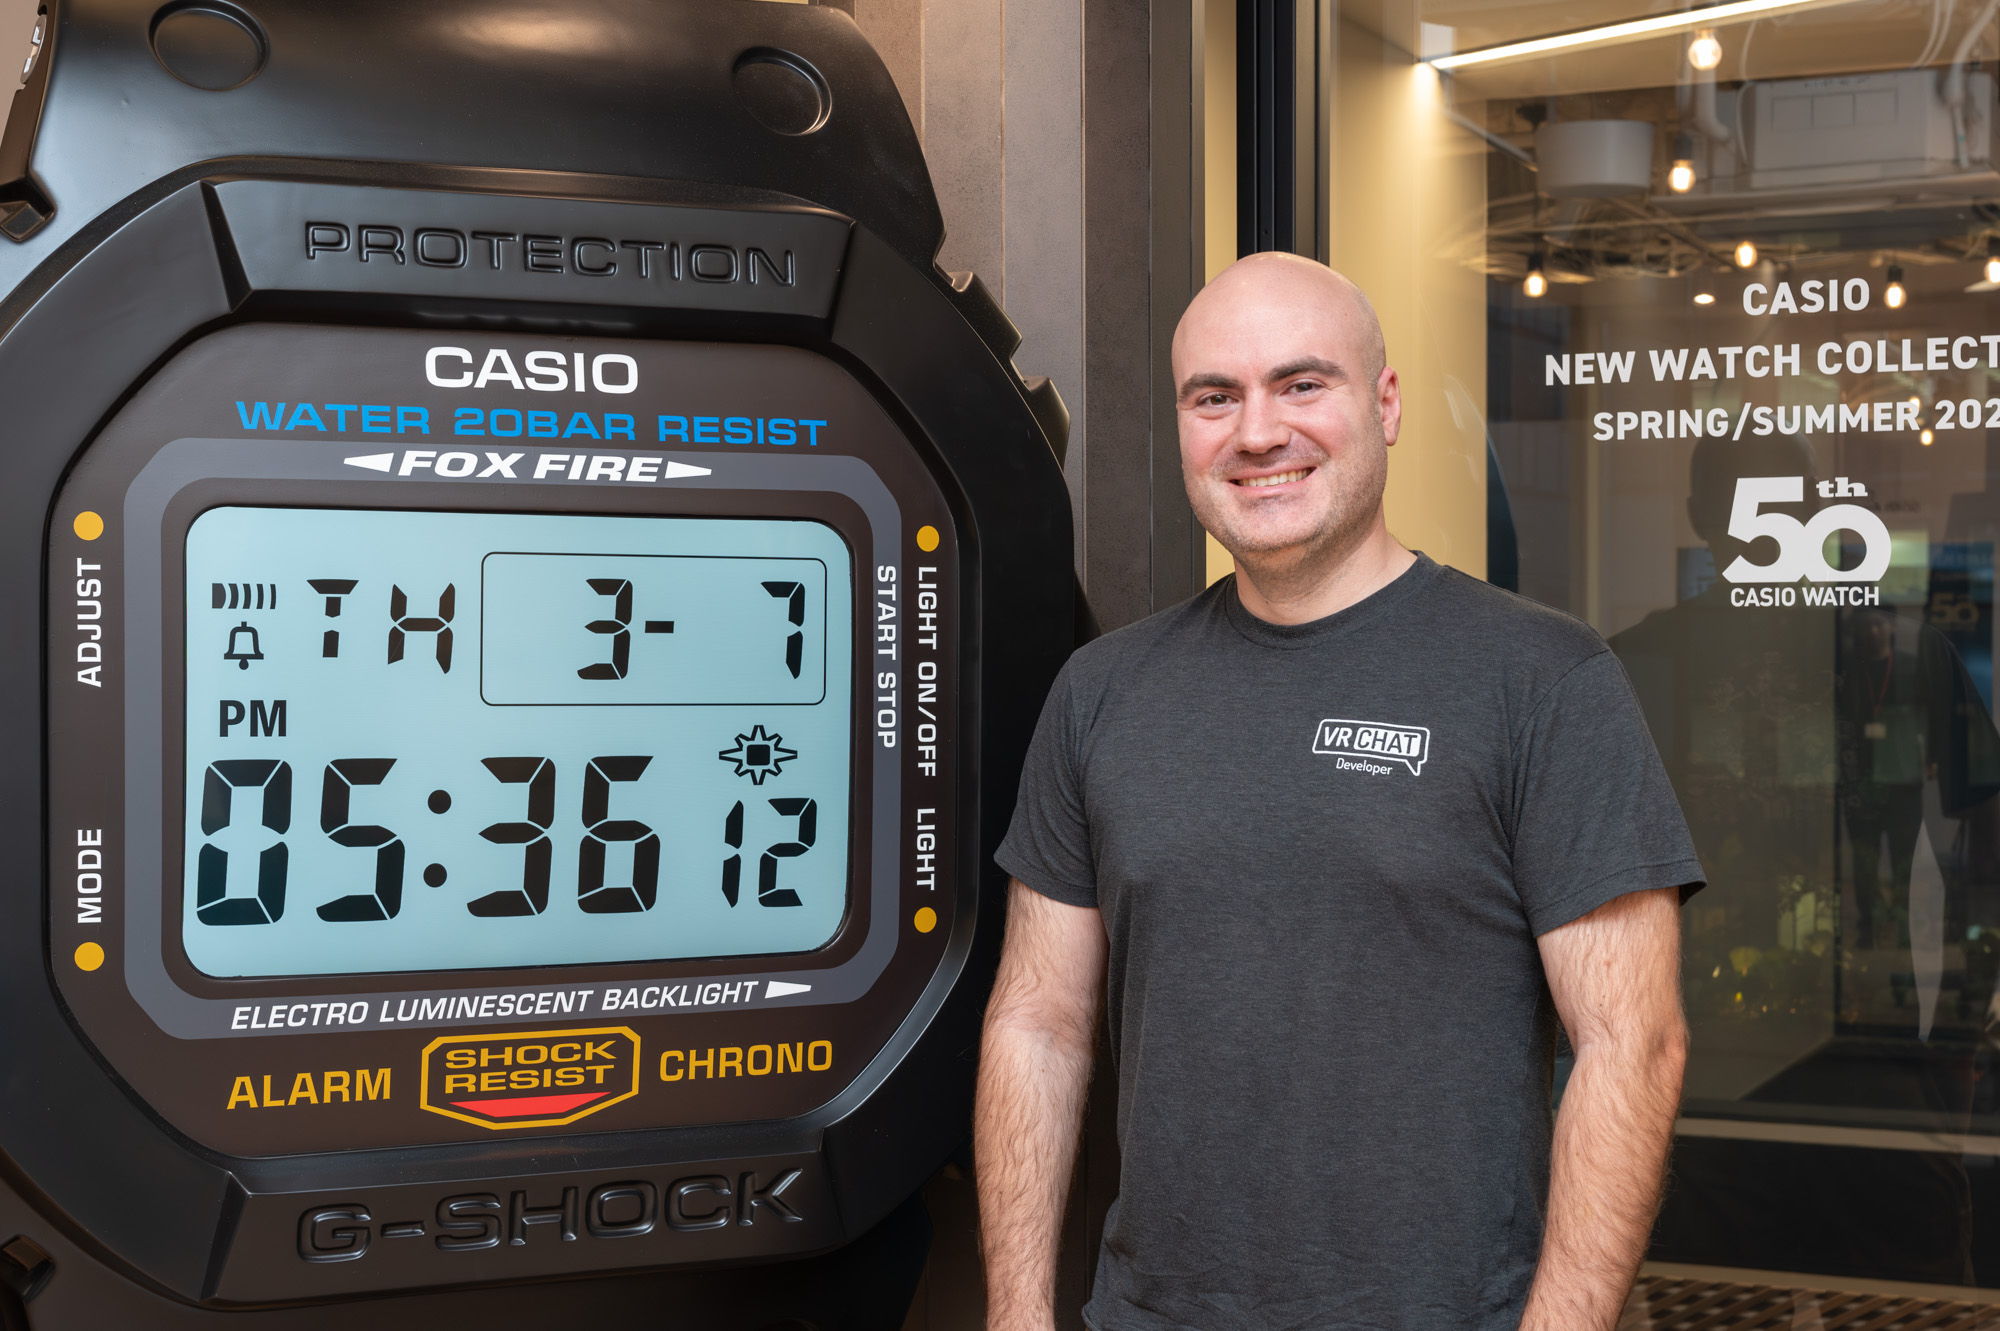 PROTECTION
CASIO
WATER 20BAR RESIST
FOX FIRE
ADJUST
MODE
LIGHT ON/OFF
START STOP
LIGHT
TH 3- 7
PM
05:36 12
ELECTRO LUMINESCENT BACKLIGHT
ALARM
SHOCK
RESIST
CHRONO
G-SHOCK
VRCHAT
Developer
CASIO
NEW WATCH COLLECT
SPRING/SUMMER 202
50th
CASIO WATCH